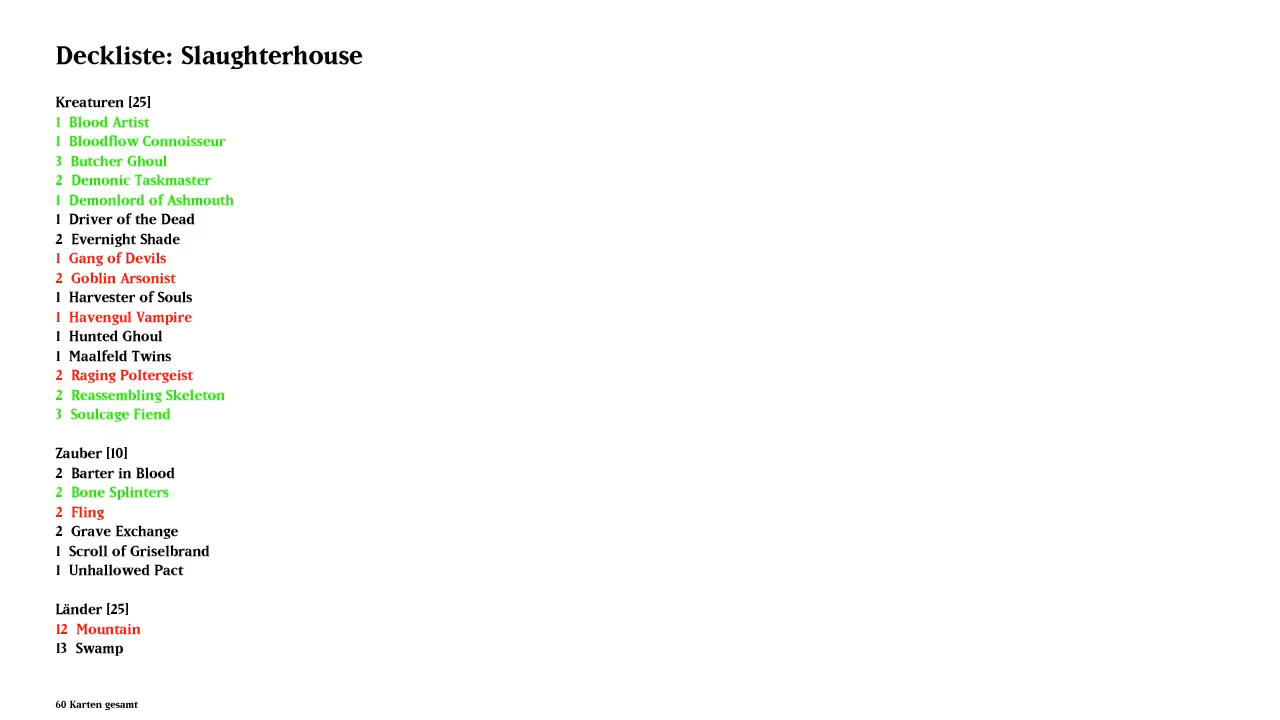 Deckliste: Slaughterhouse
Kreaturen [25]
1 Blood Artist
1 Bloodflow Connoisseur
3 Butcher Ghoul
2 Demonic Taskmaster
1 Demonlord of Ashmouth
1 Driver of the Dead
2 Evernight Shade
1 Gang of Devils
2 Goblin Arsonist
1 Harvester of Souls
1 Havengul Vampire
1 Hunted Ghoul
1 Maalfeld Twins
2 Raging Poltergeist
2 Reassembling Skeleton
3 Soulcage Fiend
Zauber [10]
2 Barter in Blood
2 Bone Splinters
2 Fling
2 Grave Exchange
1 Scroll of Griselbrand
1 Unhallowed Pact
Länder [25]
12 Mountain
13 Swamp
60 Karten gesamt